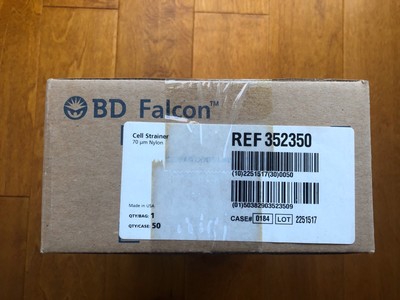 BD Falcon™
Cell Strainer
70 µm Nylon
REF 352350
(10)2251517(30)0050
(01)50382903523509
Made in USA
QTY/BAG: 1
QTY/CASE: 50
CASE# 0184 LOT 2251517